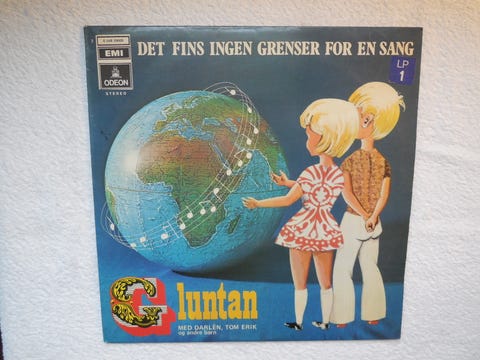 EMI
ODEON
STEREO
DET FINS INGEN GRENSER FOR EN SANG
LP
1
Gluntan
MED DARLÉN, TOM ERIK
og andre barn